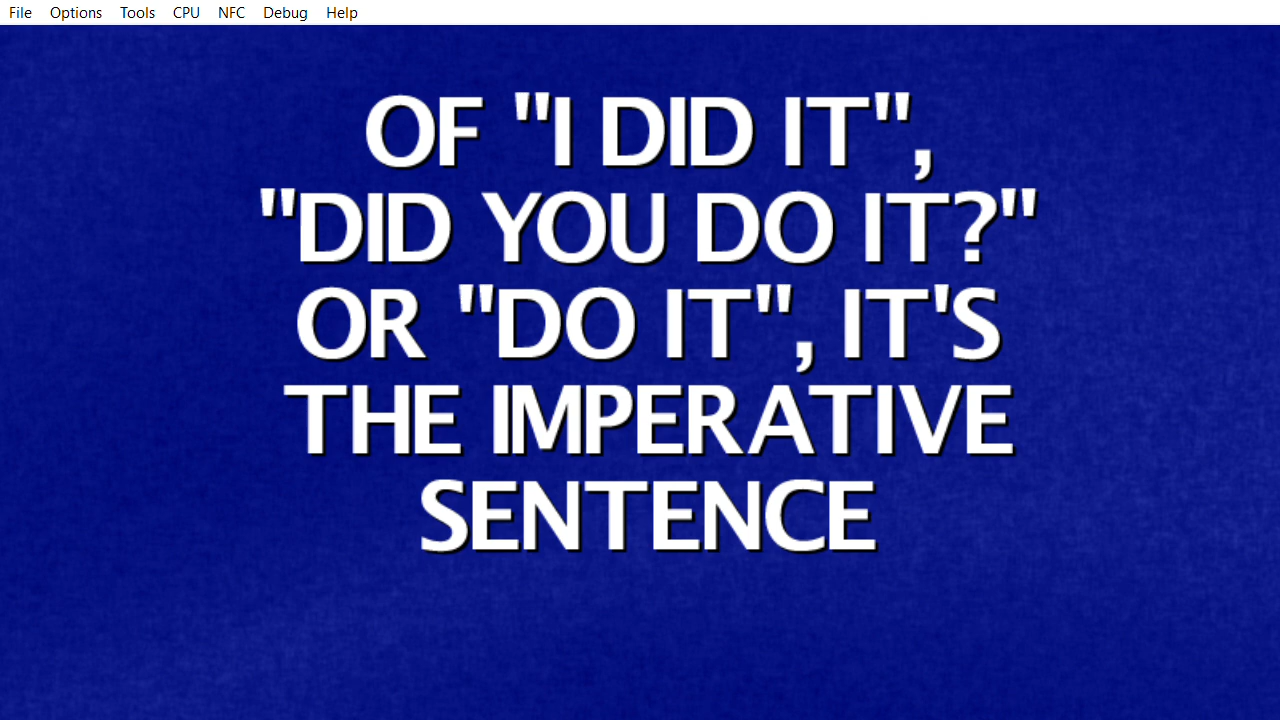 File Options Tools CPU NFC Debug Help
OF "I DID IT",
"DID YOU DO IT?"
OR "DO IT", IT'S
THE IMPERATIVE
SENTENCE